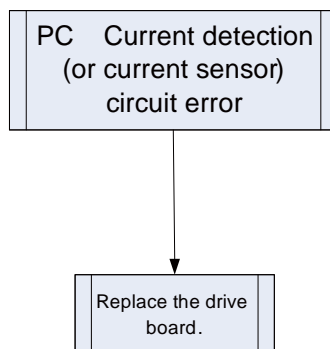 PC Current detection
(or current sensor)
circuit error
Replace the drive
board.